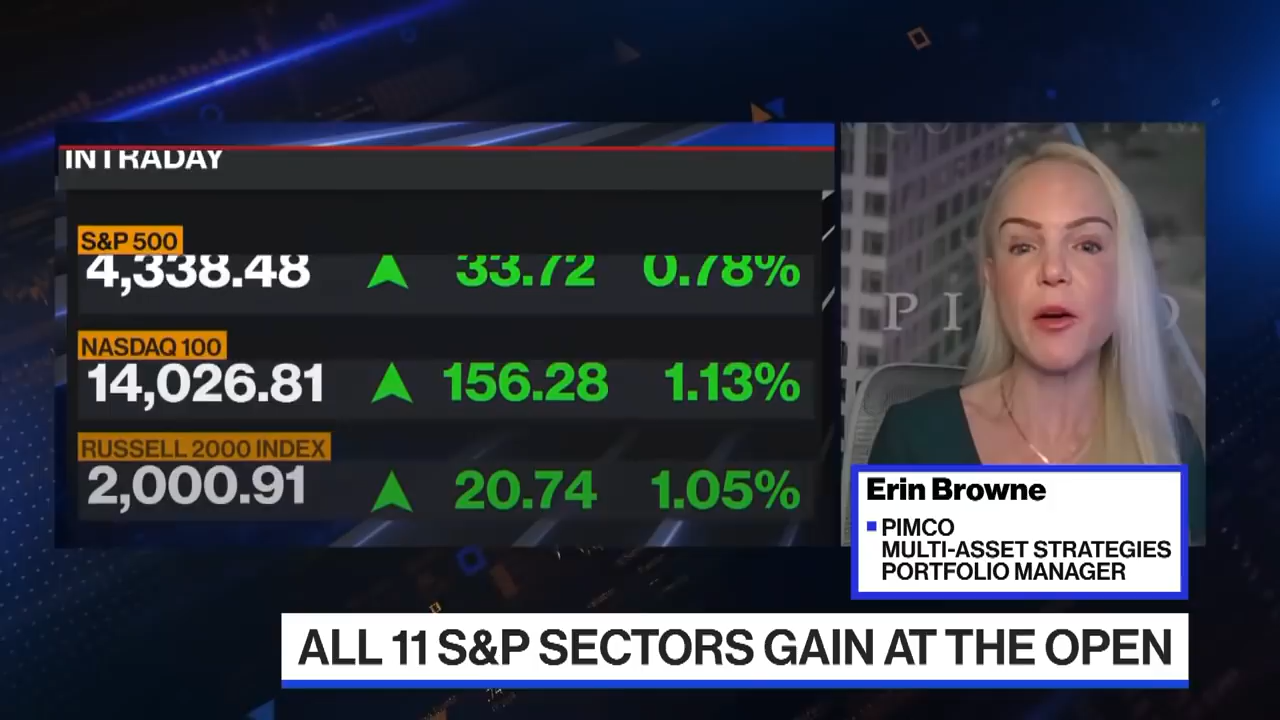 INTRADAY
S&P 500
4,338.48 33.72 0.78%
NASDAQ 100
14,026.81 156.28 1.13%
RUSSELL 2000 INDEX
2,000.91 20.74 1.05%
Erin Browne
PIMCO
MULTI-ASSET STRATEGIES
PORTFOLIO MANAGER
ALL 11 S&P SECTORS GAIN AT THE OPEN